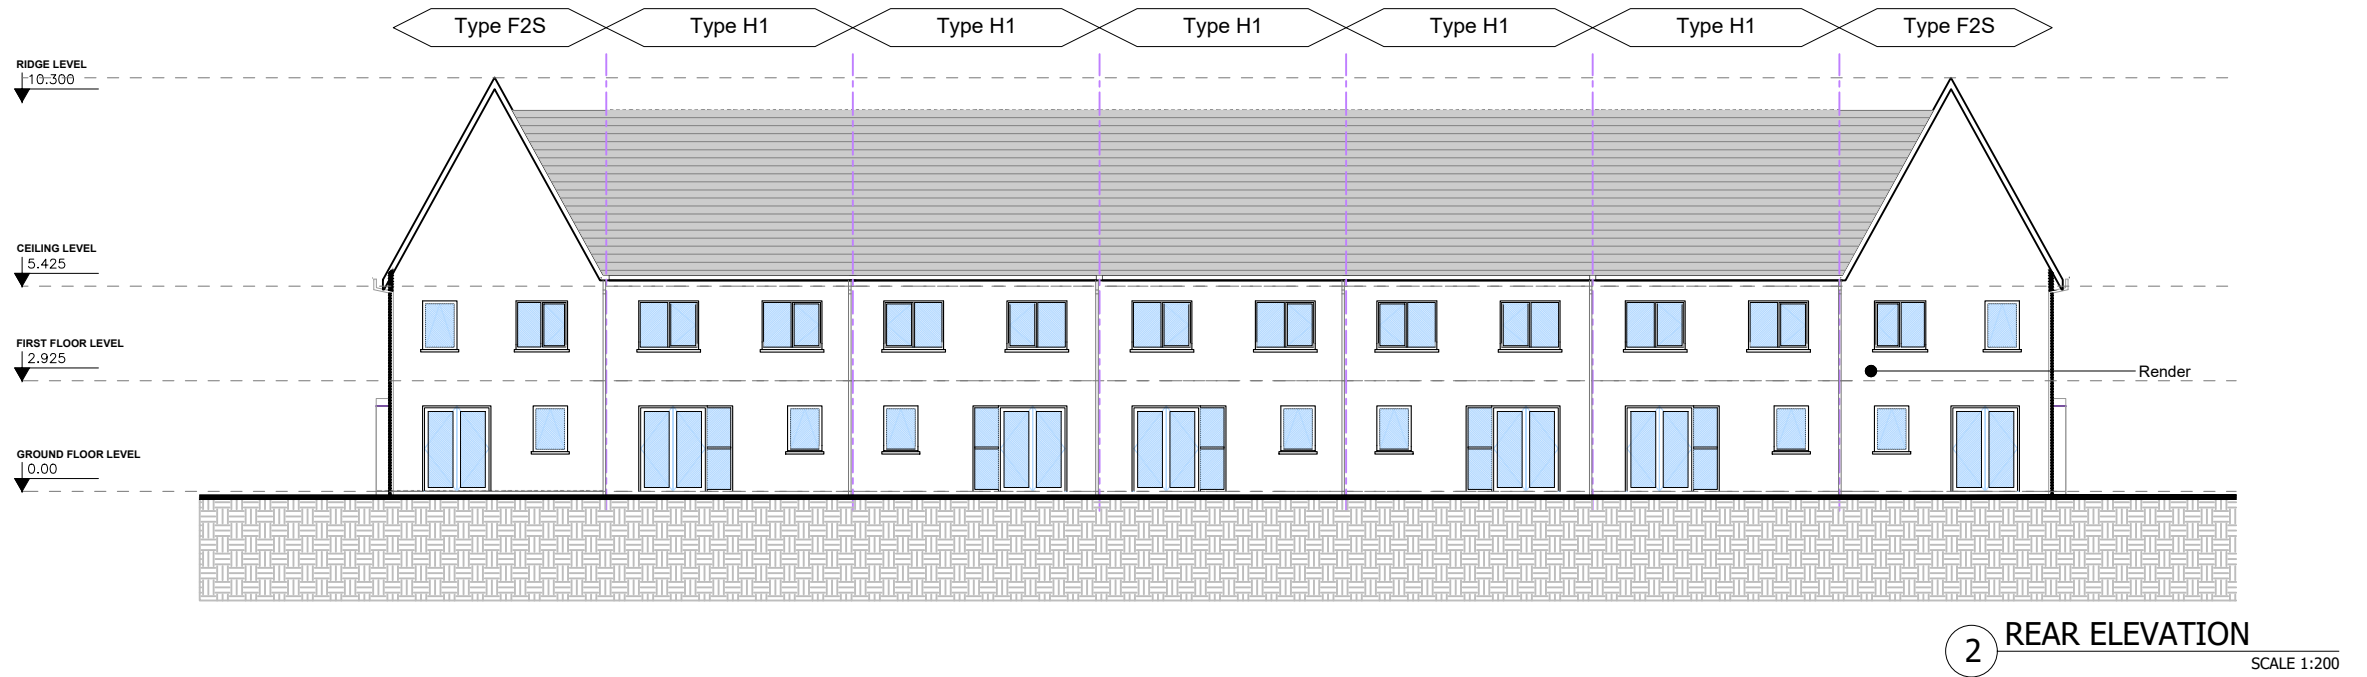 Type F2S
Type H1
Type H1
Type H1
Type H1
Type H1
Type F2S
RIDGE LEVEL
10.300
CEILING LEVEL
5.425
FIRST FLOOR LEVEL
2.925
Render
GROUND FLOOR LEVEL
0.00
2
REAR ELEVATION
SCALE 1:200